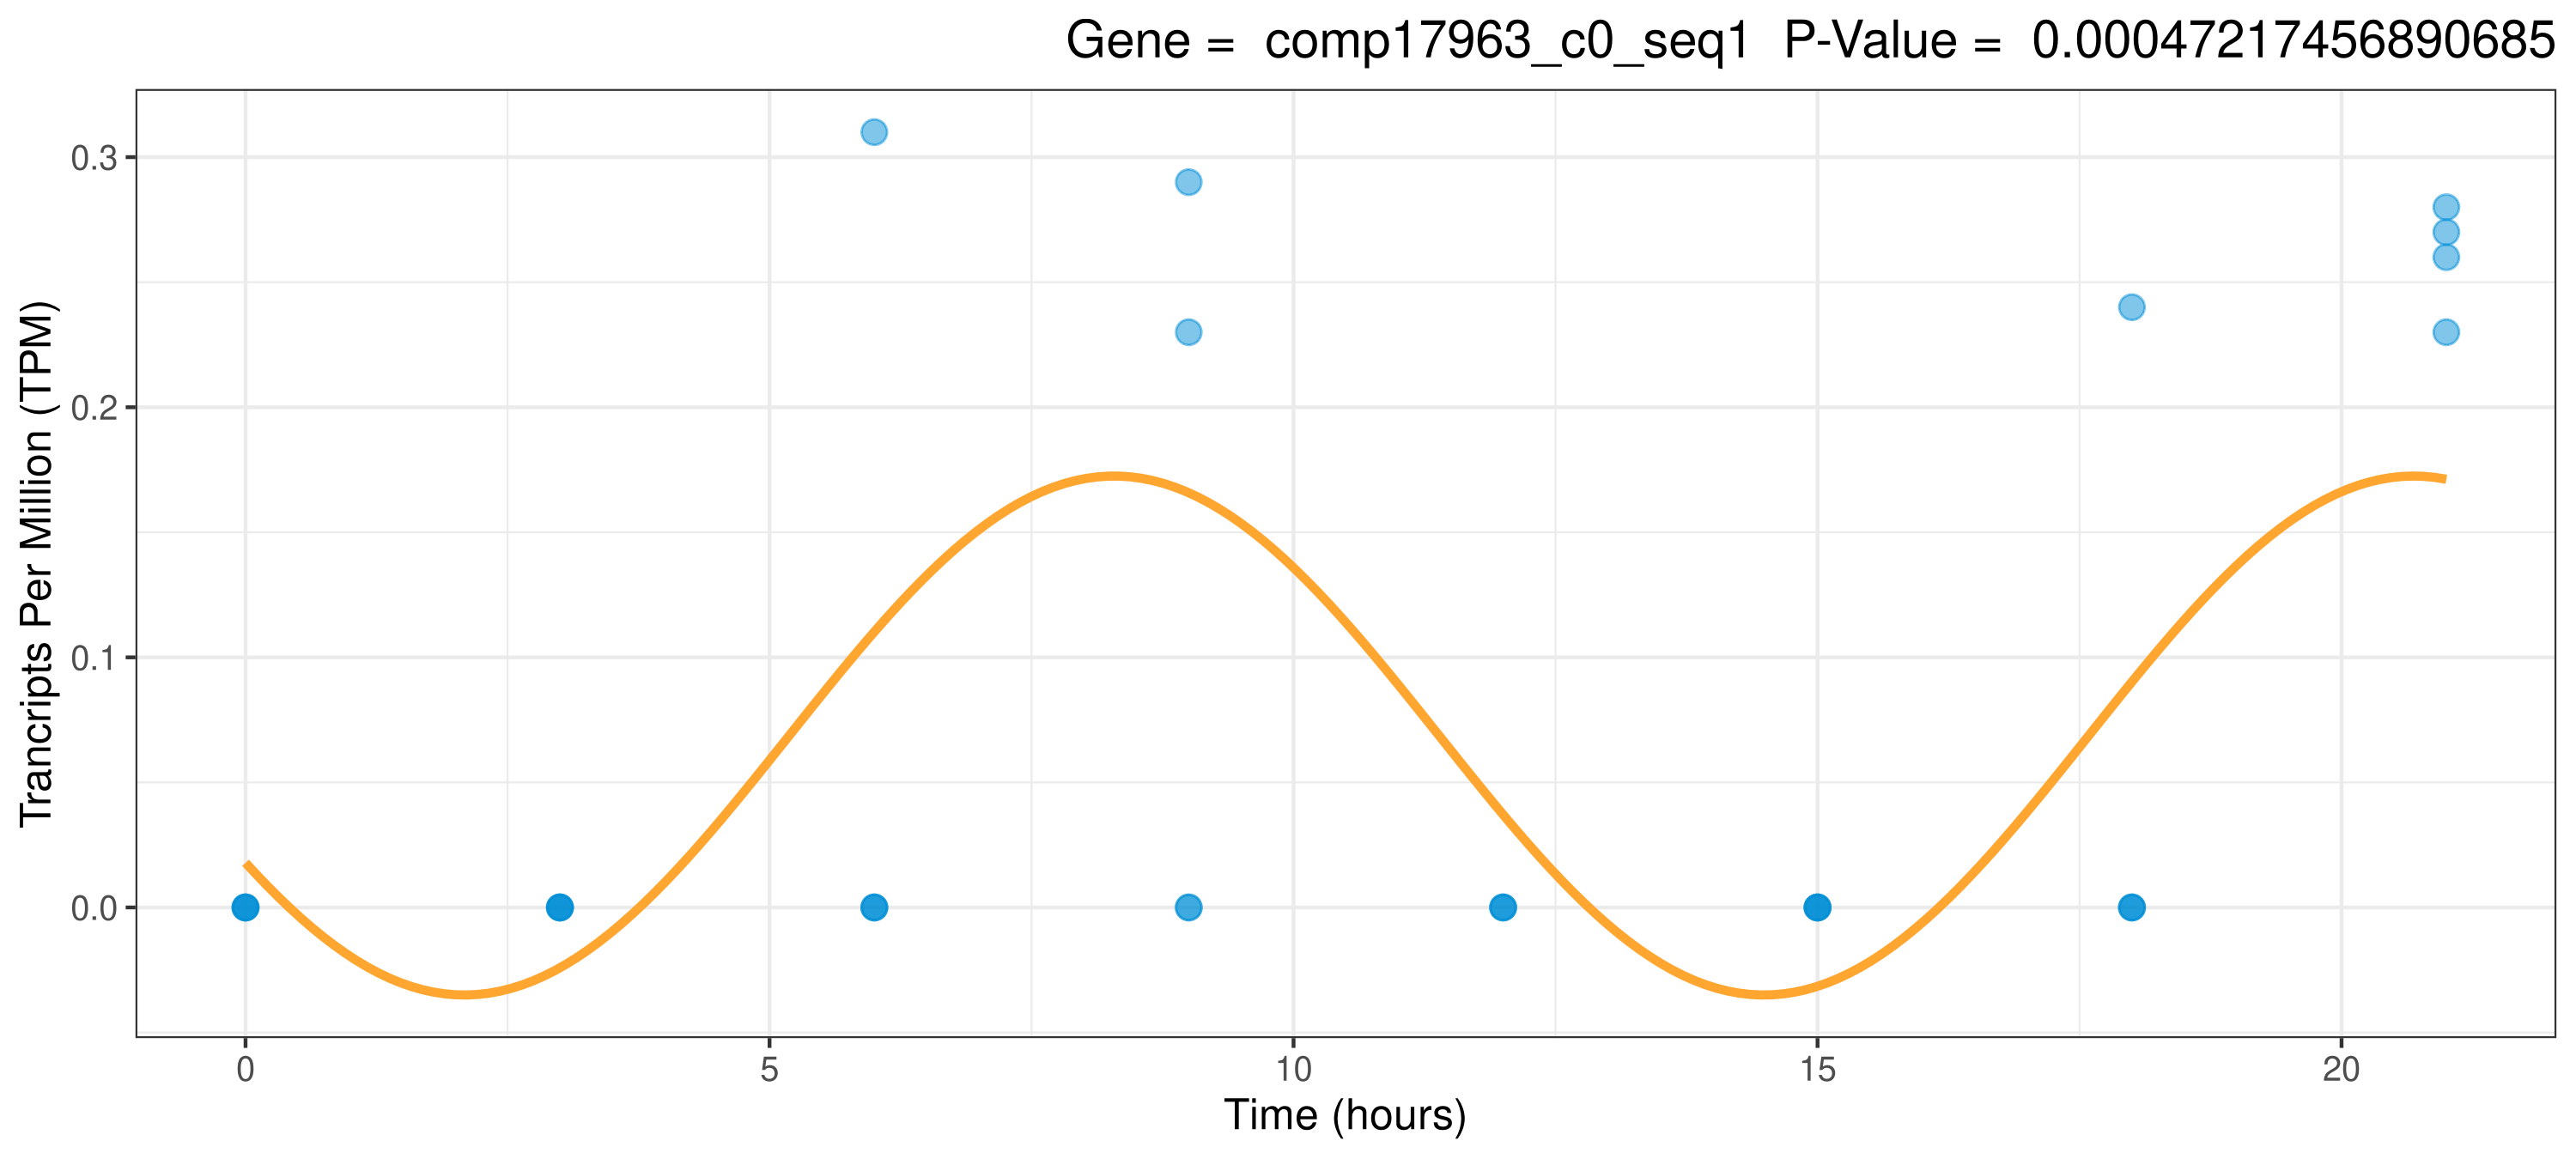 Gene =  comp17963_c0_seq1  P-Value =  0.00047217456890685
Trancripts Per Million (TPM)
0.3
0.2
0.1
0.0
0 5 10 15 20
Time (hours)